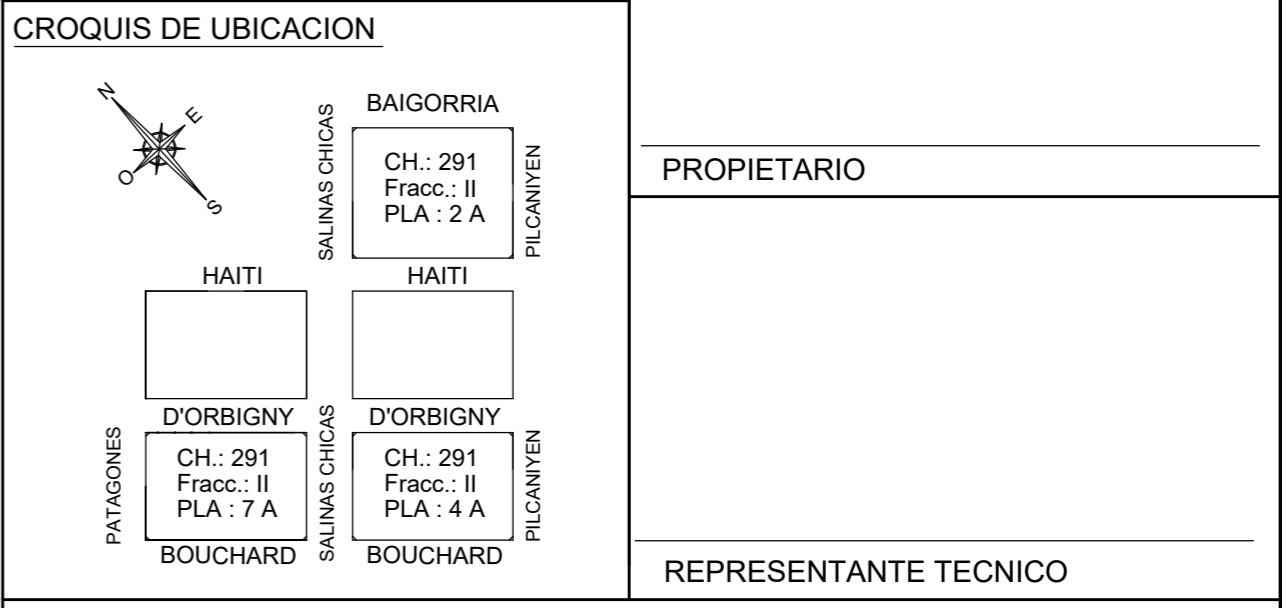 CROQUIS DE UBICACION
N
E
O
S
SALINAS CHICAS
BAIGORRIA
CH.: 291
Fracc.: II
PLA : 2 A
PILCANIYEN
HAITI
HAITI
D'ORBIGNY
D'ORBIGNY
PATAGONES
CH.: 291
Fracc.: II
PLA : 7 A
SALINAS CHICAS
CH.: 291
Fracc.: II
PLA : 4 A
PILCANIYEN
BOUCHARD
BOUCHARD
PROPIETARIO
REPRESENTANTE TECNICO